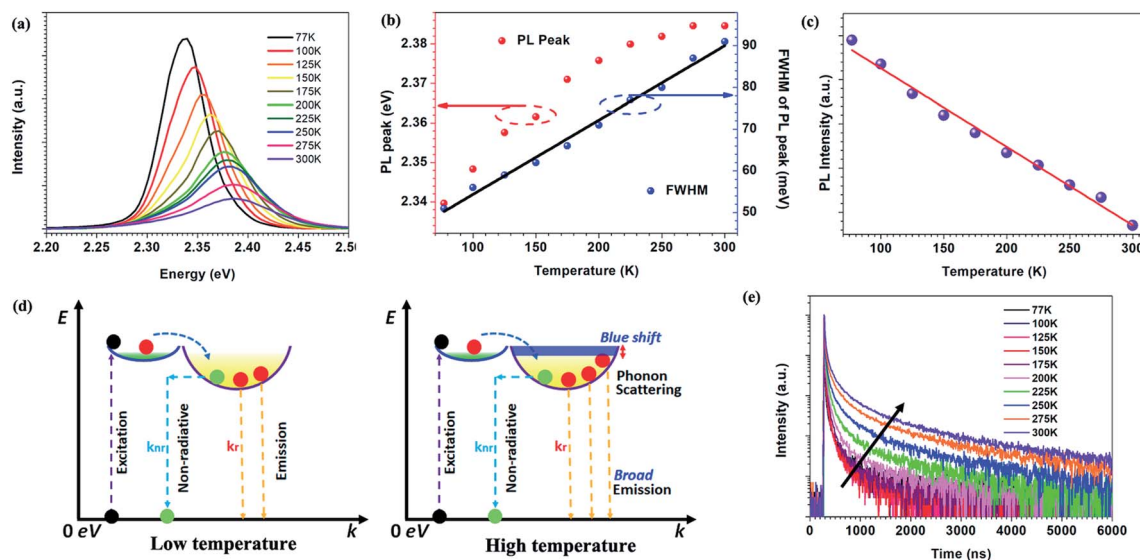 (a)
Intensity (a.u.)
77K
100K
125K
150K
175K
200K
225K
250K
275K
300K
2.20 2.25 2.30 2.35 2.40 2.45 2.50
Energy (eV)
(b)
PL peak (eV)
2.38
2.37
2.36
2.35
2.34
PL Peak
FWHM
90
80
70
60
50
FWHM of PL peak (meV)
100 150 200 250 300
Temperature (K)
(c)
PL Intensity (a.u.)
100 150 200 250 300
Temperature (K)
(d)
E
Excitation
knr
Non-radiative
kr
Emission
0 eV
k
Low temperature
E
Blue shift
Phonon
Scattering
Excitation
knr
Non-radiative
kr
Broad
Emission
0 eV
k
High temperature
(e)
Intensity (a.u.)
77K
100K
125K
150K
175K
200K
225K
250K
275K
300K
0 1000 2000 3000 4000 5000 6000
Time (ns)